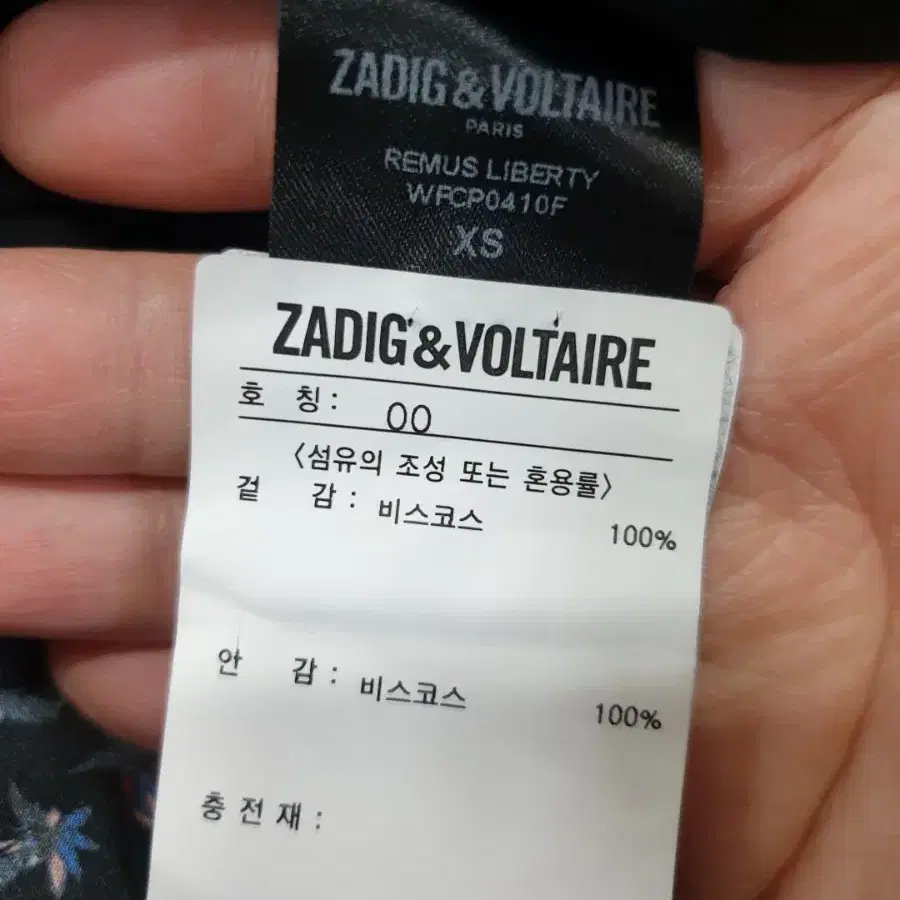 ZADIG & VOLTAIRE
PARIS
REMUS LIBERTY
WFCP0410F
XS
ZADIG & VOLTAIRE
호 칭 : 00
〈섬유의 조성 또는 혼용률〉
겉 감 : 비스코스 100%
안 감 : 비스코스 100%
충 전 재 :